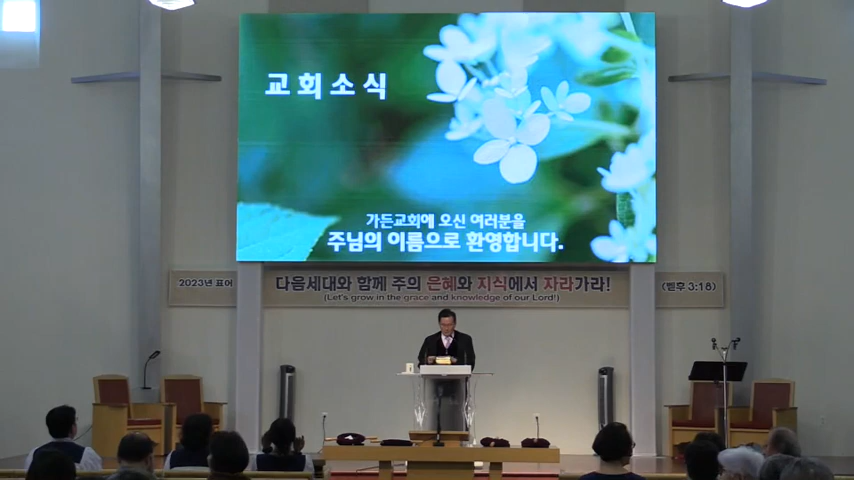 교회소식
가든교회에 오신 여러분을
주님의 이름으로 환영합니다.
2023년 표어
다음세대와 함께 주의 은혜와 지식에서 자라가라!
(Let's grow in the grace and knowledge of our Lord!)
(벧후 3:18)